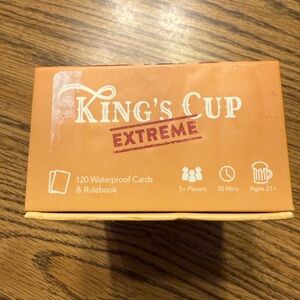 KING'S CUP
EXTREME
120 Waterproof Cards
& Rulebook
3+ Players
30 Mins
Ages 21+